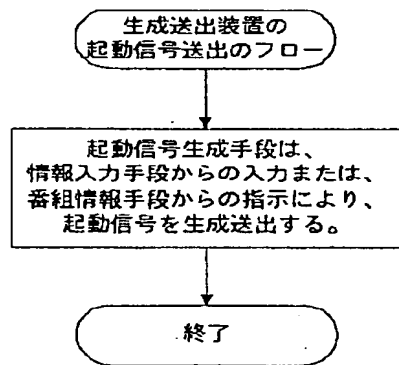 生成送出装置の
起動信号送出のフロー
起動信号生成手段は、
情報入力手段からの入力または、
番組情報手段からの指示により、
起動信号を生成送出する。
終了